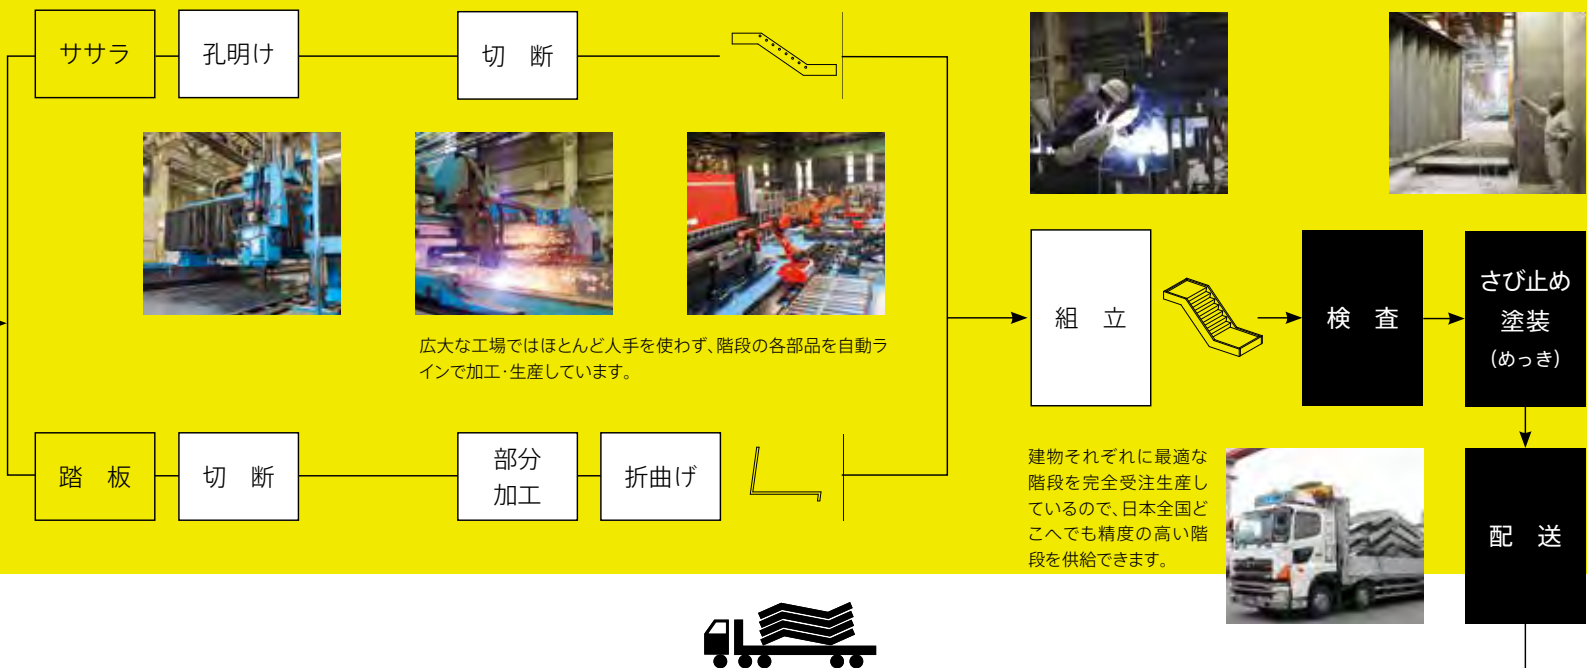 ササラ
孔明け
切 断
広大な工場ではほとんど人手を使わず、階段の各部品を自動ラ
インで加工・生産しています。
踏 板
切 断
部分
加工
折曲げ
組 立
検 査
さび止め
塗装
(めっき)
建物それぞれに最適な
階段を完全受注生産し
ているので、日本全国ど
こへでも精度の高い階
段を供給できます。
配 送